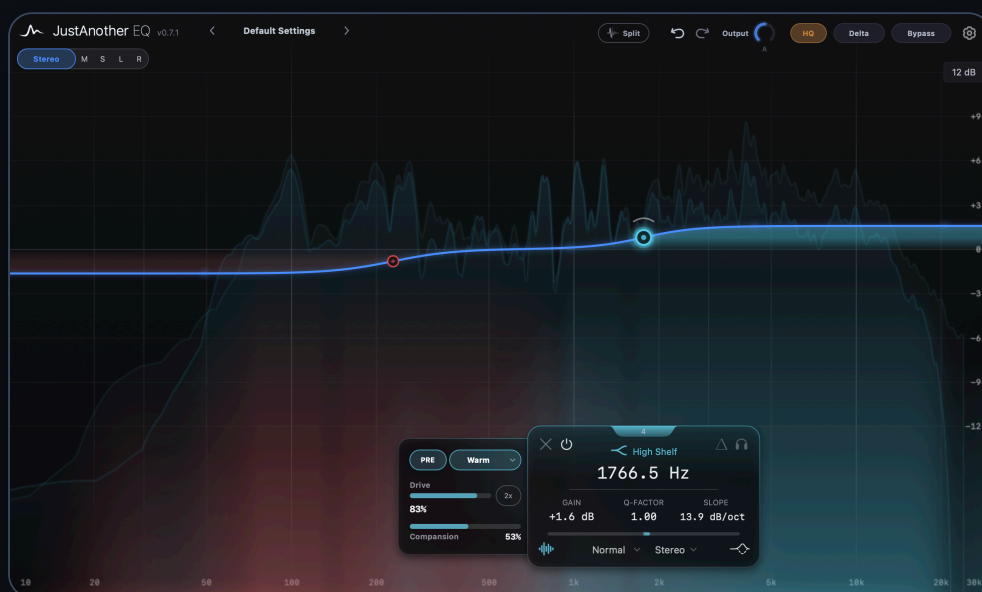 JustAnother EQ v0.7.1
Default Settings
Split
Output
A
HQ
Delta
Bypass
Stereo M S L R
12 dB
+9
+6
+3
0
-3
-6
-9
-12
4
High Shelf
1766.5 Hz
GAIN Q-FACTOR SLOPE
+1.6 dB 1.00 13.9 dB/oct
Normal Stereo
PRE Warm
Drive
2x
83%
Compansion 53%
10 20 50 100 200 500 1k 2k 5k 10k 20k 30k